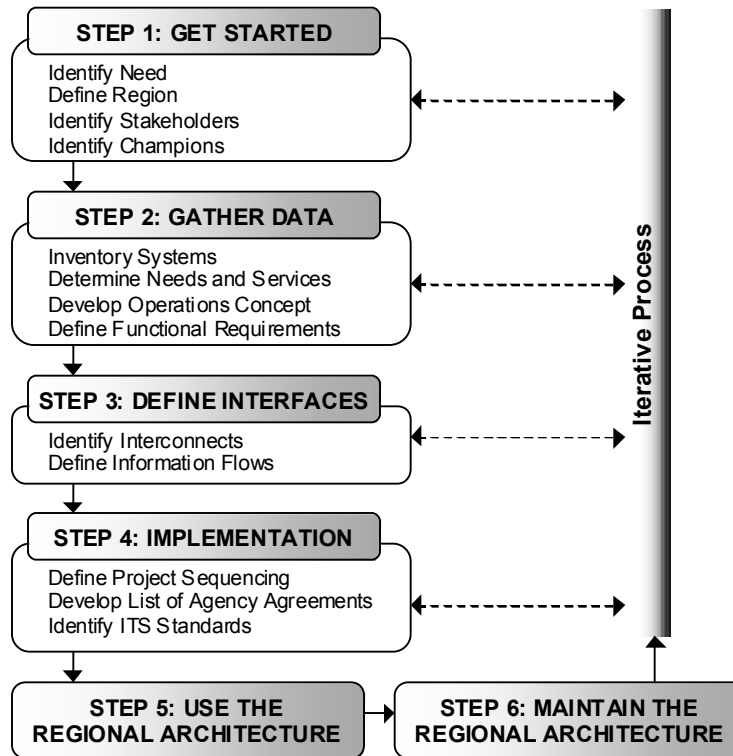 STEP 1: GET STARTED
Identify Need
Define Region
Identify Stakeholders
Identify Champions
STEP 2: GATHER DATA
Inventory Systems
Determine Needs and Services
Develop Operations Concept
Define Functional Requirements
STEP 3: DEFINE INTERFACES
Identify Interconnects
Define Information Flows
STEP 4: IMPLEMENTATION
Define Project Sequencing
Develop List of Agency Agreements
Identify ITS Standards
STEP 5: USE THE
REGIONAL ARCHITECTURE
STEP 6: MAINTAIN THE
REGIONAL ARCHITECTURE
Iterative Process